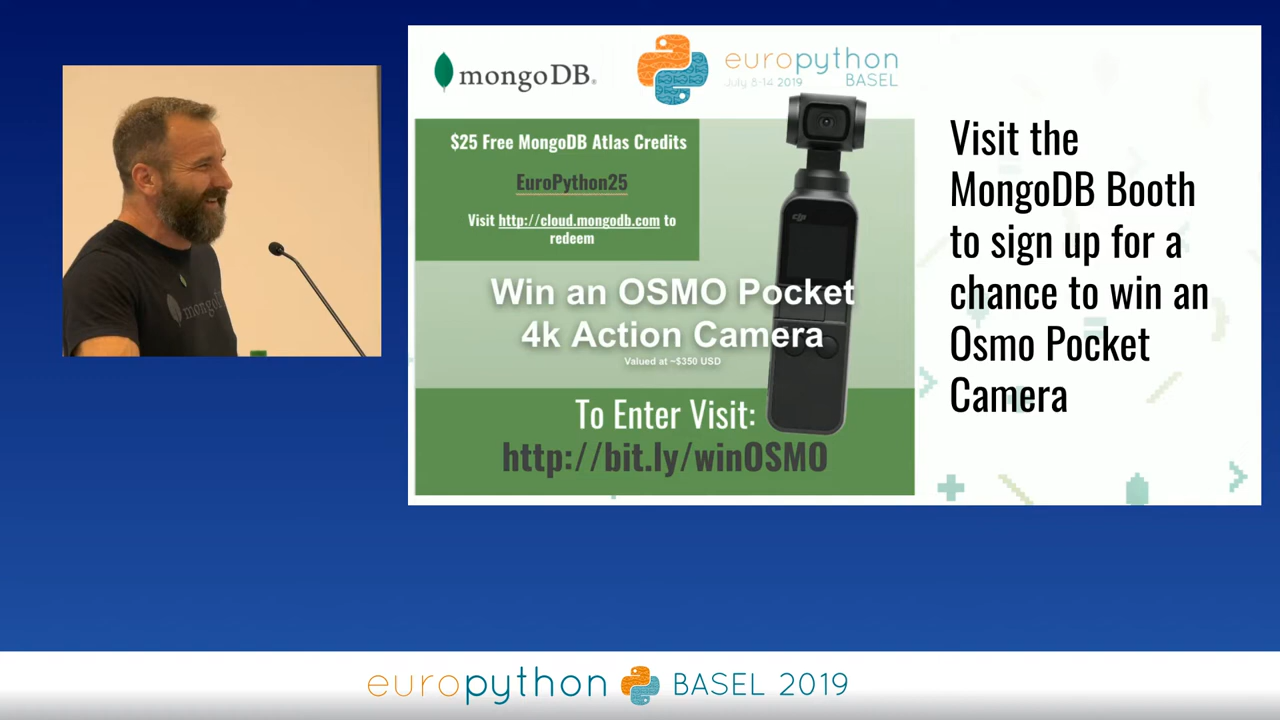 mongoDB®
europython
July 8-14 2019 BASEL
$25 Free MongoDB Atlas Credits
EuroPython25
Visit http://cloud.mongodb.com to
redeem
dji
Win an OSMO Pocket
4k Action Camera
Valued at ~$350 USD
To Enter Visit:
http://bit.ly/winOSMO
Visit the
MongoDB Booth
to sign up for a
chance to win an
Osmo Pocket
Camera
europython BASEL 2019